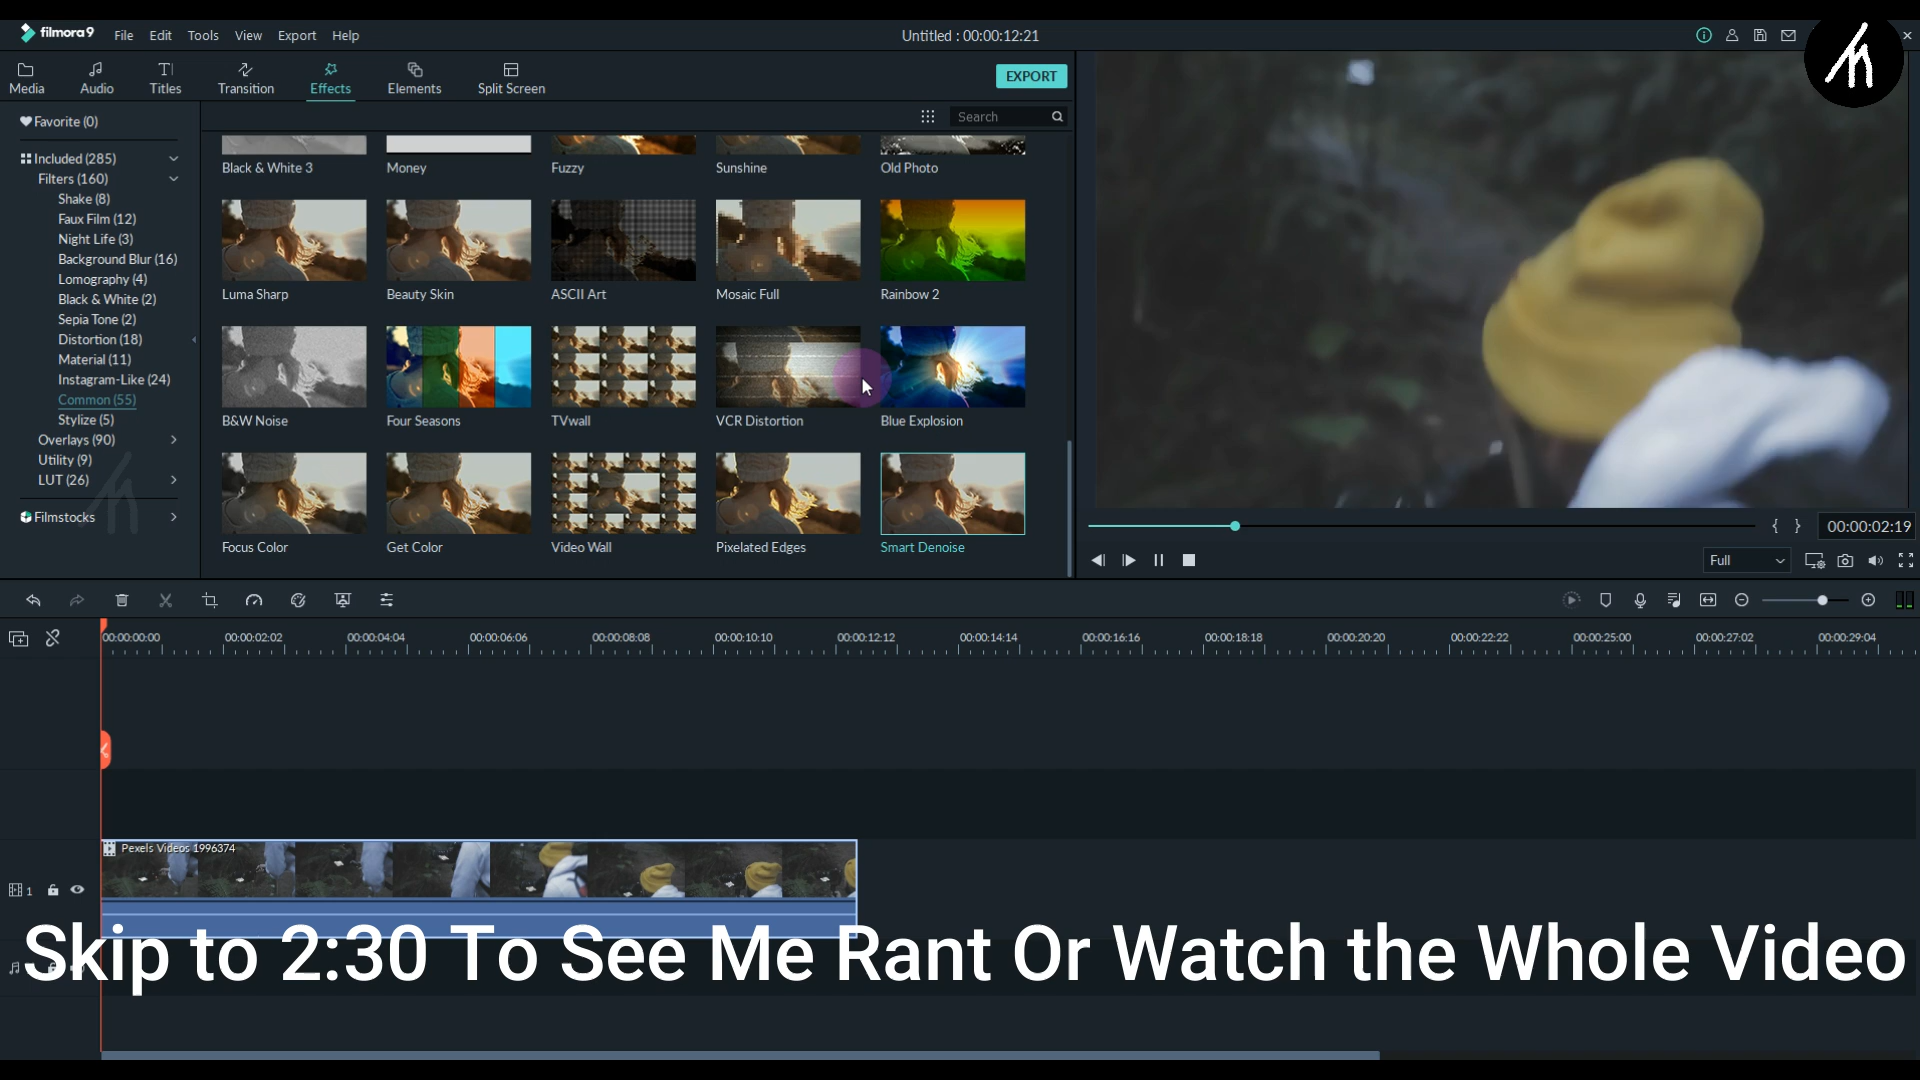 filmora9 File Edit Tools View Export Help
Untitled : 00:00:12:21
Media Audio Titles Transition Effects Elements Split Screen
EXPORT
Search
Favorite (0)
Included (285)
Filters (160)
Shake (8)
Faux Film (12)
Night Life (3)
Background Blur (16)
Lomography (4)
Black & White (2)
Sepia Tone (2)
Distortion (18)
Material (11)
Instagram-Like (24)
Common (55)
Stylize (5)
Overlays (90)
Utility (9)
LUT (26)
Filmstocks
Black & White 3 Money Fuzzy Sunshine Old Photo
Luma Sharp Beauty Skin ASCII Art Mosaic Full Rainbow 2
B&W Noise Four Seasons TVwall VCR Distortion Blue Explosion
Focus Color Get Color Video Wall Pixelated Edges Smart Denoise
{ } 00:00:02:19
Full
00:00:00:00 00:00:02:02 00:00:04:04 00:00:06:06 00:00:08:08 00:00:10:10 00:00:12:12 00:00:14:14 00:00:16:16 00:00:18:18 00:00:20:20 00:00:22:22 00:00:25:00 00:00:27:02 00:00:29:04
Pexels Videos 1996374
1
Skip to 2:30 To See Me Rant Or Watch the Whole Video